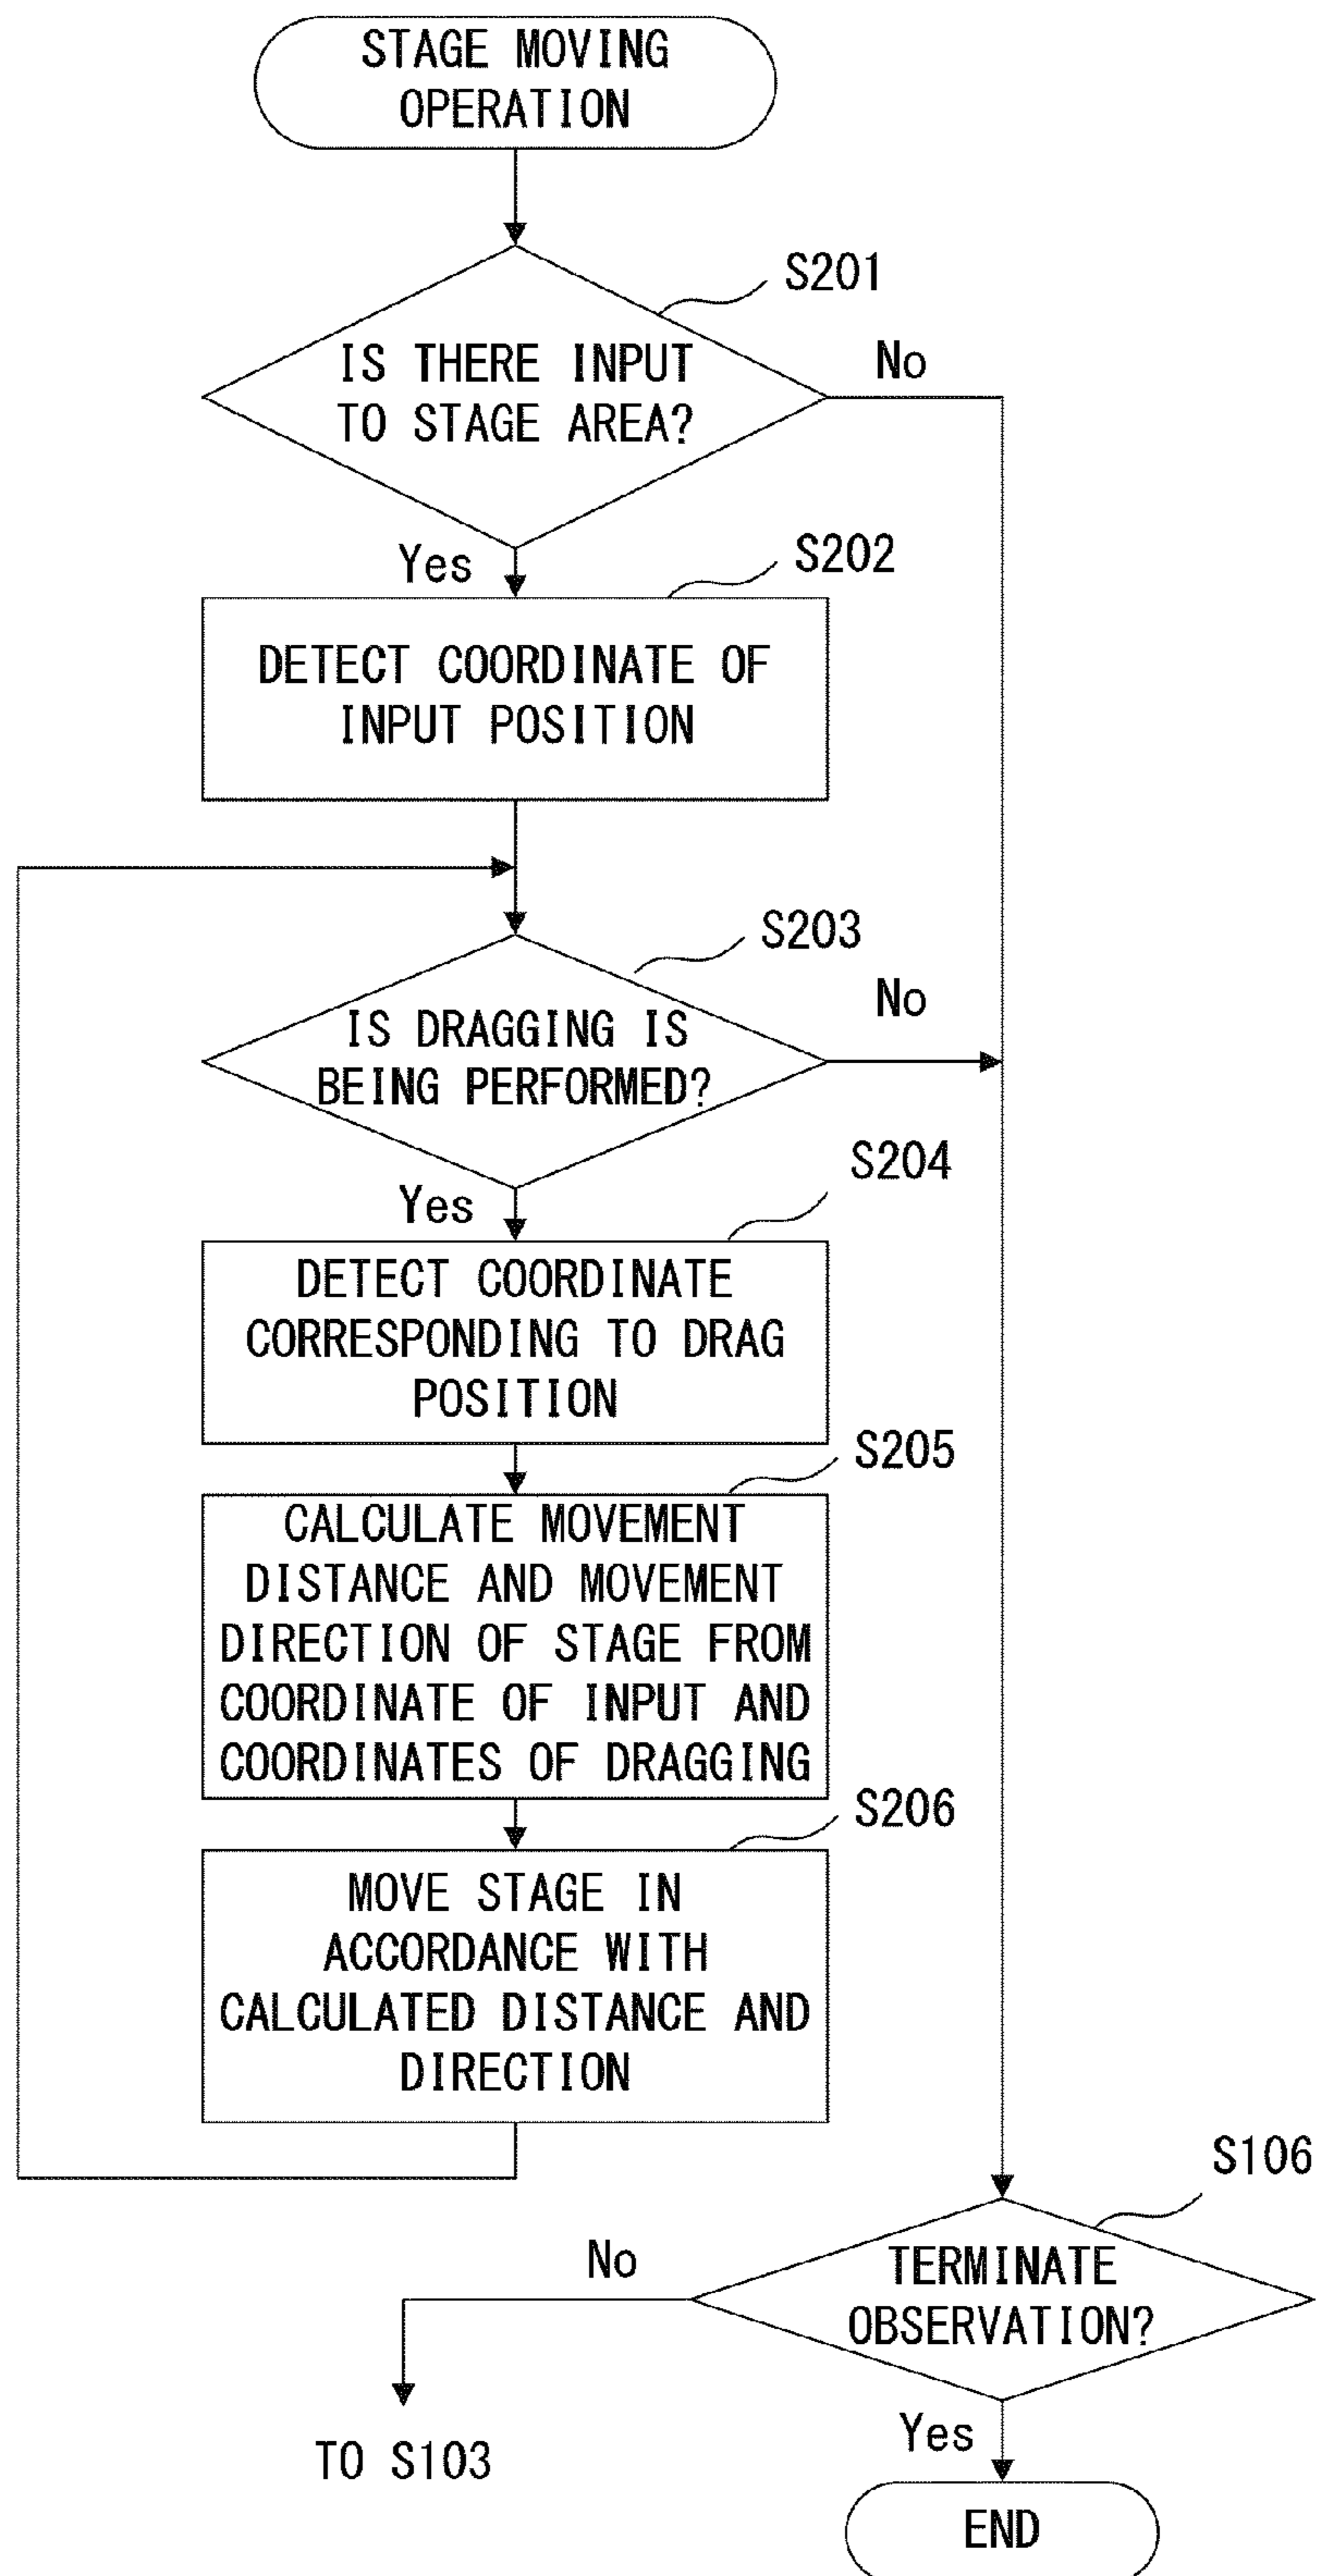 STAGE MOVING
OPERATION
S201
IS THERE INPUT
TO STAGE AREA?
No
Yes
S202
DETECT COORDINATE OF
INPUT POSITION
S203
IS DRAGGING IS
BEING PERFORMED?
No
Yes
S204
DETECT COORDINATE
CORRESPONDING TO DRAG
POSITION
S205
CALCULATE MOVEMENT
DISTANCE AND MOVEMENT
DIRECTION OF STAGE FROM
COORDINATE OF INPUT AND
COORDINATES OF DRAGGING
S206
MOVE STAGE IN
ACCORDANCE WITH
CALCULATED DISTANCE AND
DIRECTION
S106
TERMINATE
OBSERVATION?
No
TO S103
Yes
END